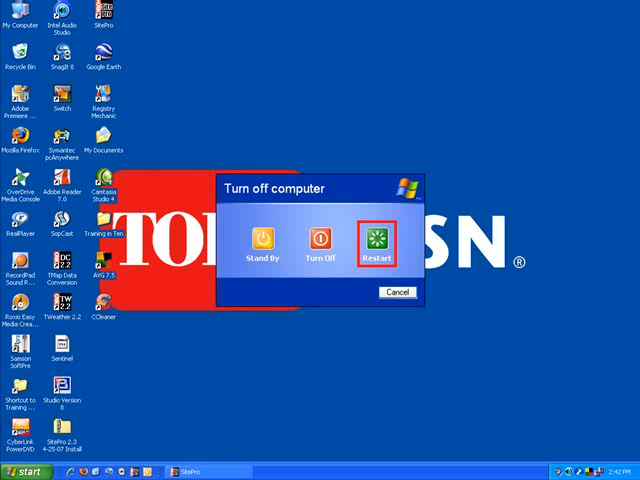 My Computer
Intel Audio
Studio
SitePro
Recycle Bin
SnagIt 8
Google Earth
Adobe
Premiere ...
Switch
Registry
Mechanic
Mozilla Firefox
Symantec
pcAnywhere
My Documents
OverDrive
Media Console
Adobe Reader
7.0
Camtasia
Studio 4
RealPlayer
SopCast
Training in Ten
RecordPad
Sound R...
TMap Data
Conversion
AVG 7.5
Roxio Easy
Media Crea...
TWeather 2.2
CCleaner
Samson
SoftPre
Sentinel
Shortcut to
Training ...
Studio Version
8
CyberLink
PowerDVD
SitePro 2.3
4-25-07 Install
Turn off computer
Stand By
Turn Off
Restart
Cancel
TO
SN®
start
SitePro
2:42 PM